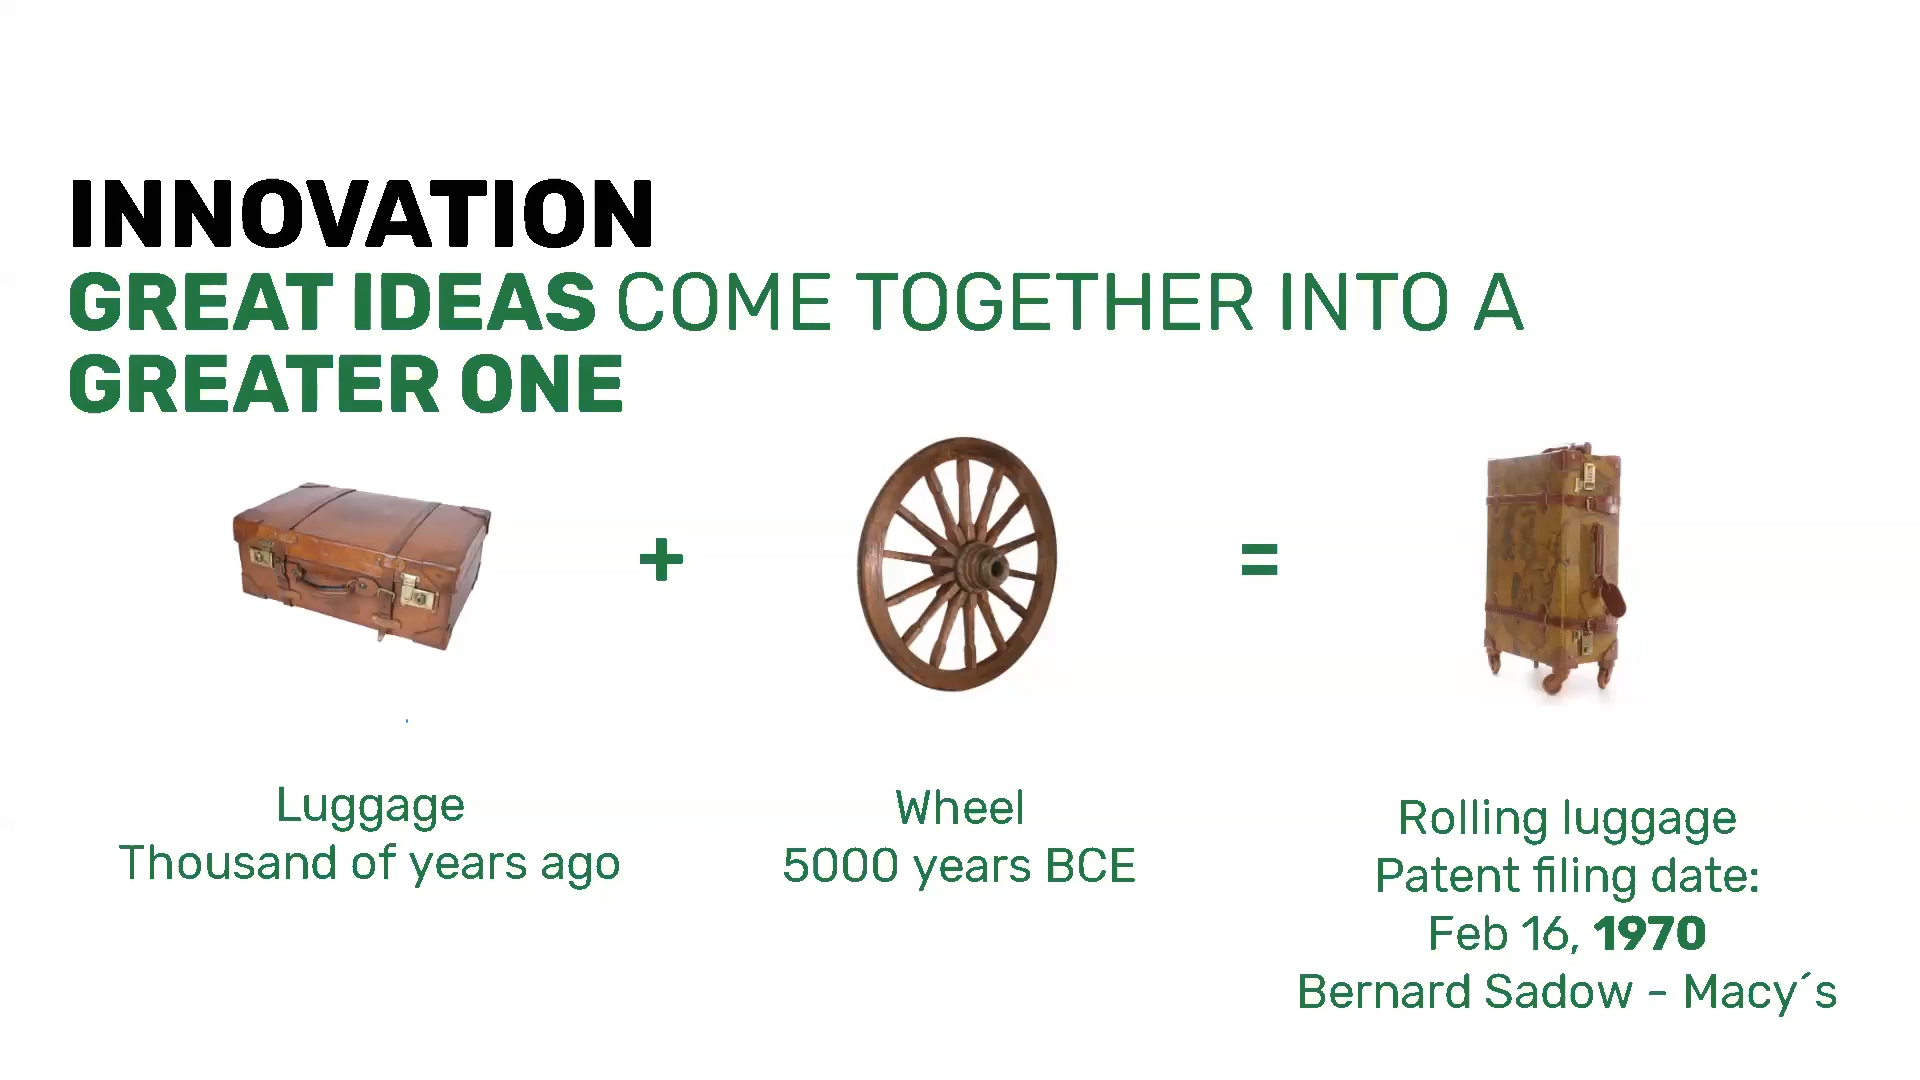 INNOVATION
GREAT IDEAS COME TOGETHER INTO A
GREATER ONE
+
=
Luggage
Thousand of years ago
Wheel
5000 years BCE
Rolling luggage
Patent filing date:
Feb 16, 1970
Bernard Sadow - Macy´s